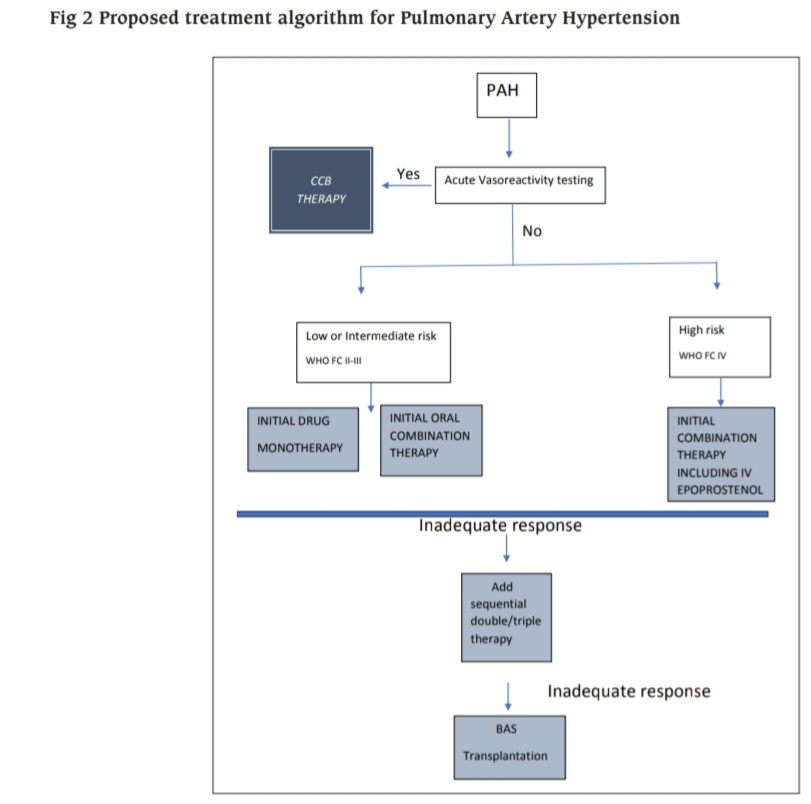 Fig 2 Proposed treatment algorithm for Pulmonary Artery Hypertension
PAH
Acute Vasoreactivity testing
Yes
CCB
THERAPY
No
Low or Intermediate risk
WHO FC II-III
High risk
WHO FC IV
INITIAL DRUG
MONOTHERAPY
INITIAL ORAL
COMBINATION
THERAPY
INITIAL
COMBINATION
THERAPY
INCLUDING IV
EPOPROSTENOL
Inadequate response
Add
sequential
double/triple
therapy
Inadequate response
BAS
Transplantation